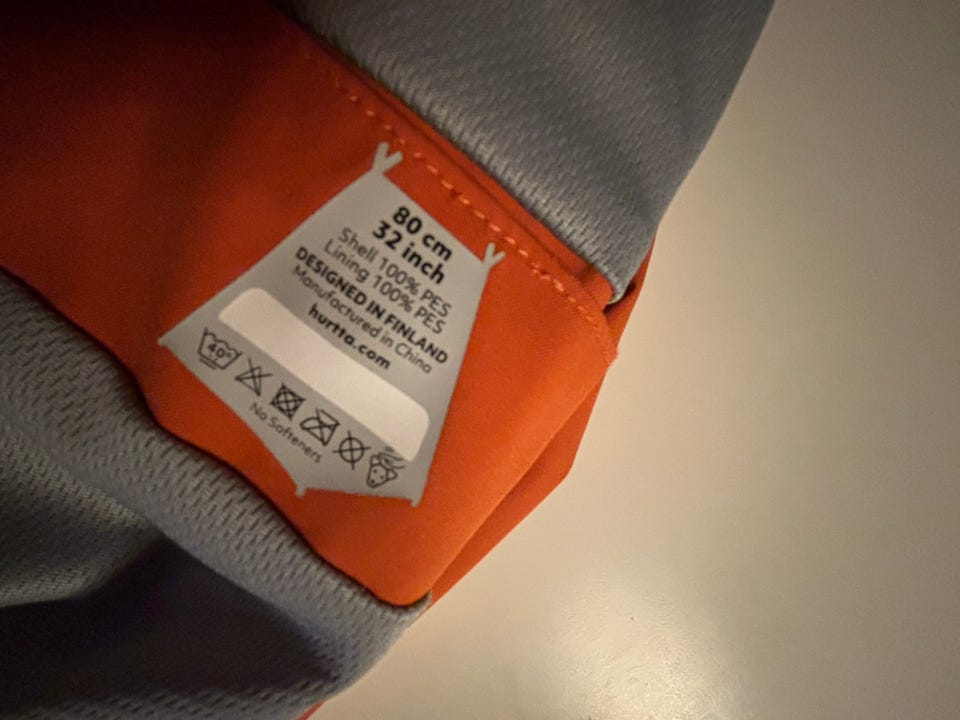 80 cm
32 inch
Shell 100% PES
Lining 100% PES
DESIGNED IN FINLAND
Manufactured in China
hurtta.com
40°
No Softeners